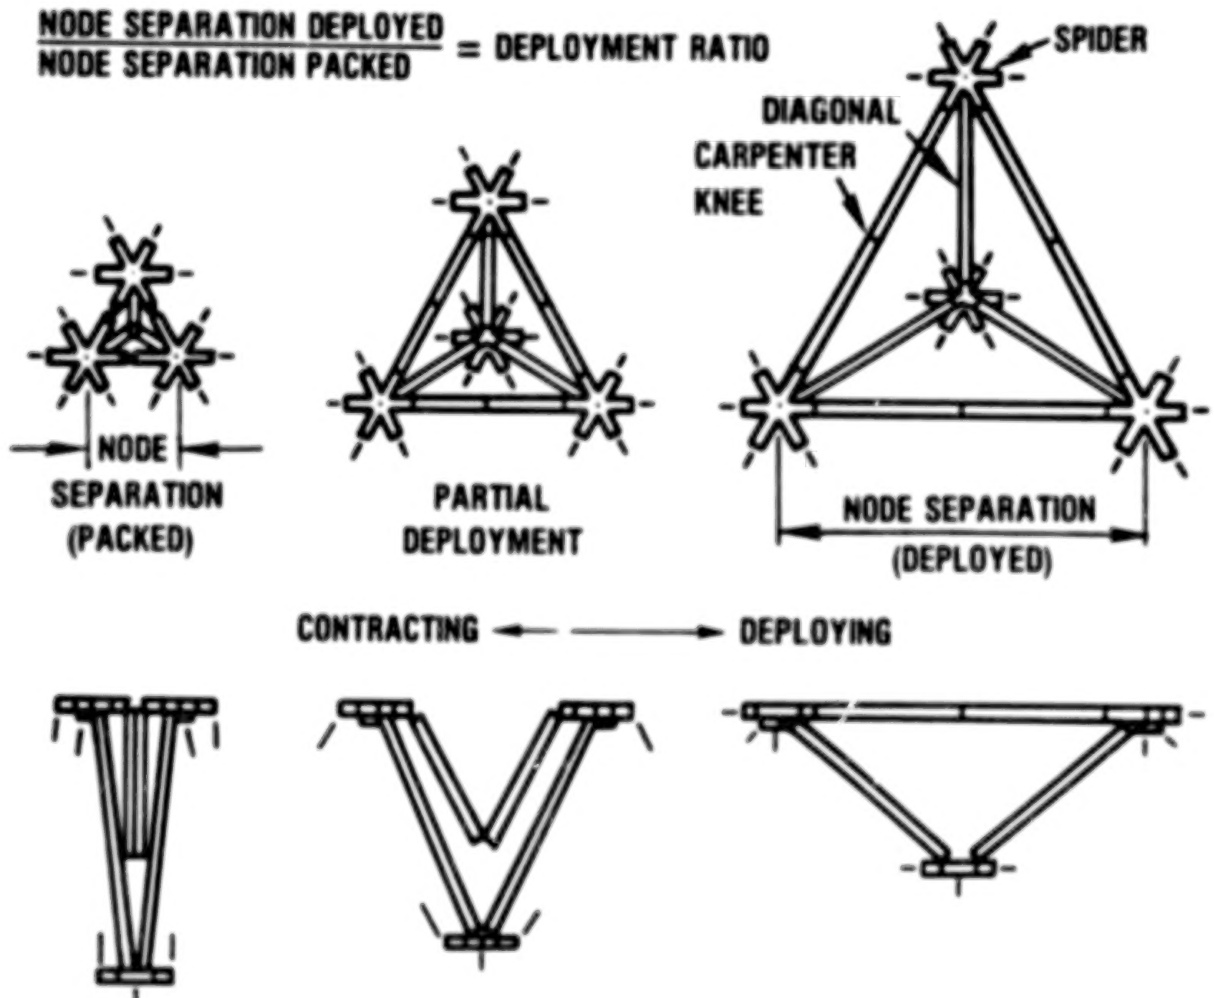 NODE SEPARATION DEPLOYED
NODE SEPARATION PACKED
= DEPLOYMENT RATIO
SPIDER
DIAGONAL
CARPENTER
KNEE
NODE
SEPARATION
(PACKED)
PARTIAL
DEPLOYMENT
NODE SEPARATION
(DEPLOYED)
CONTRACTING
DEPLOYING